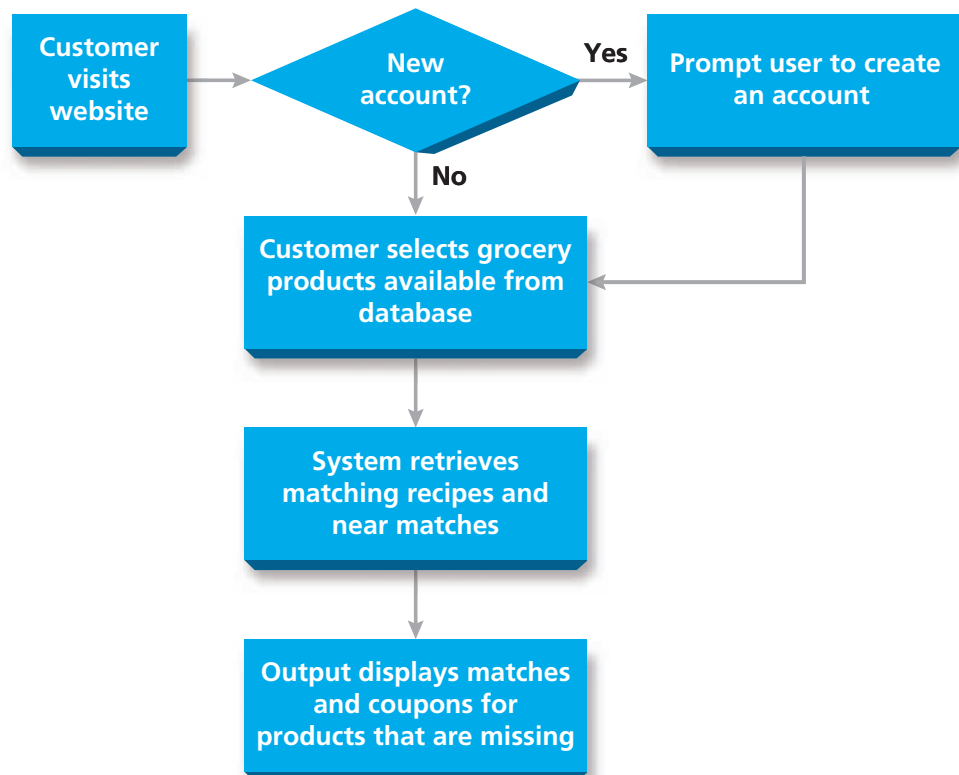 Customer
visits
website
New
account?
Yes
Prompt user to create
an account
No
Customer selects grocery
products available from
database
System retrieves
matching recipes and
near matches
Output displays matches
and coupons for
products that are missing